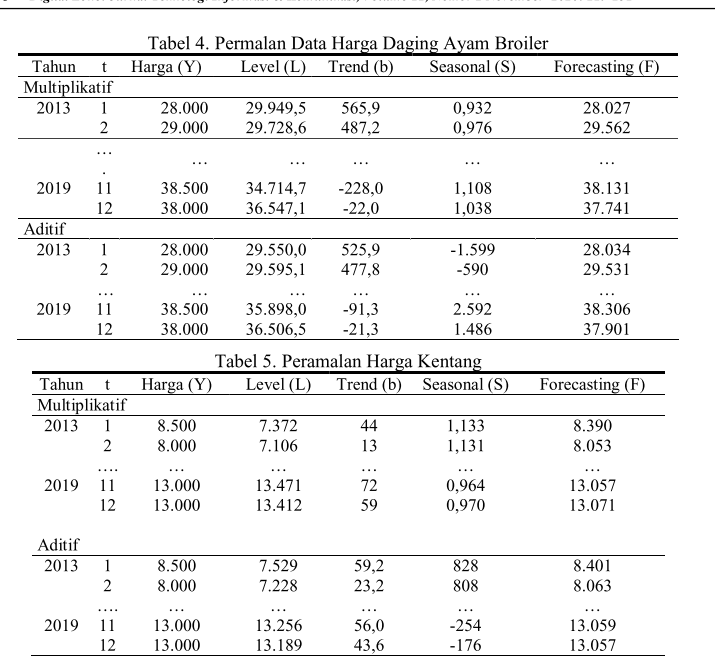 Tabel 4. Permalan Data Harga Daging Ayam Broiler
Tahun t Harga (Y) Level (L) Trend (b) Seasonal (S) Forecasting (F)
Multiplikatif
2013 1 28.000 29.949,5 565,9 0,932 28.027
2 29.000 29.728,6 487,2 0,976 29.562
…
. … … … … …
2019 11 38.500 34.714,7 -228,0 1,108 38.131
12 38.000 36.547,1 -22,0 1,038 37.741
Aditif
2013 1 28.000 29.550,0 525,9 -1.599 28.034
2 29.000 29.595,1 477,8 -590 29.531
… … … … … …
2019 11 38.500 35.898,0 -91,3 2.592 38.306
12 38.000 36.506,5 -21,3 1.486 37.901
Tabel 5. Peramalan Harga Kentang
Tahun t Harga (Y) Level (L) Trend (b) Seasonal (S) Forecasting (F)
Multiplikatif
2013 1 8.500 7.372 44 1,133 8.390
2 8.000 7.106 13 1,131 8.053
…. … … … … …
2019 11 13.000 13.471 72 0,964 13.057
12 13.000 13.412 59 0,970 13.071
Aditif
2013 1 8.500 7.529 59,2 828 8.401
2 8.000 7.228 23,2 808 8.063
…. … … … … …
2019 11 13.000 13.256 56,0 -254 13.059
12 13.000 13.189 43,6 -176 13.057